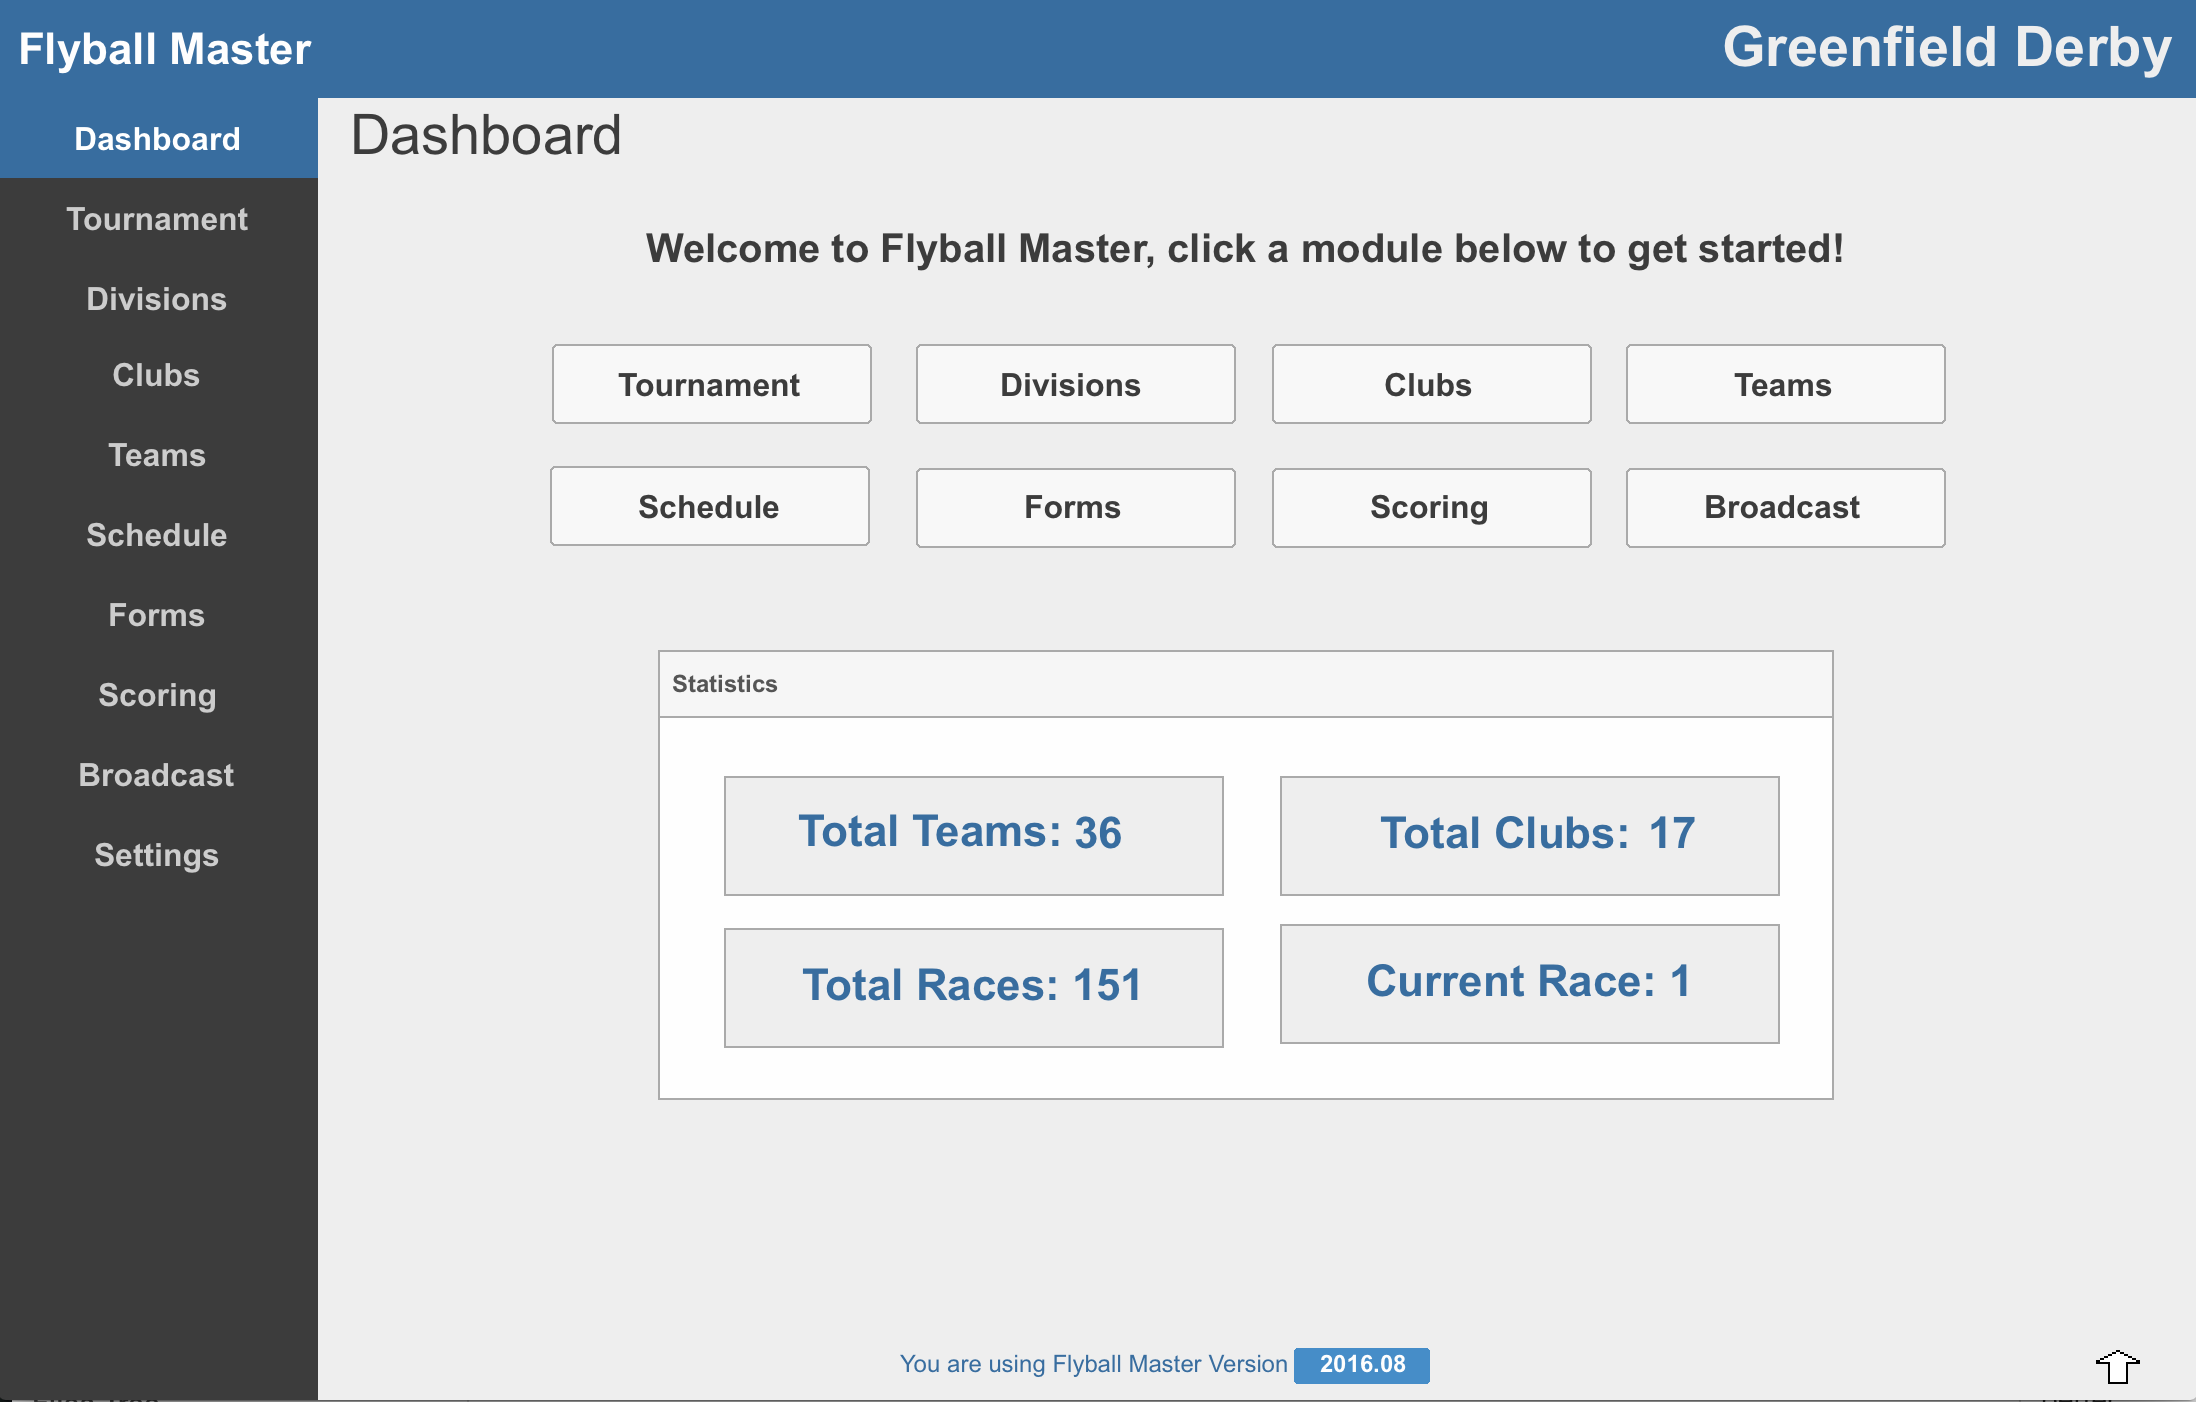 Flyball Master
Greenfield Derby
Dashboard
Tournament
Divisions
Clubs
Teams
Schedule
Forms
Scoring
Broadcast
Settings
Dashboard
Welcome to Flyball Master, click a module below to get started!
Tournament Divisions Clubs Teams
Schedule Forms Scoring Broadcast
Statistics
Total Teams: 36 Total Clubs: 17
Total Races: 151 Current Race: 1
You are using Flyball Master Version 2016.08